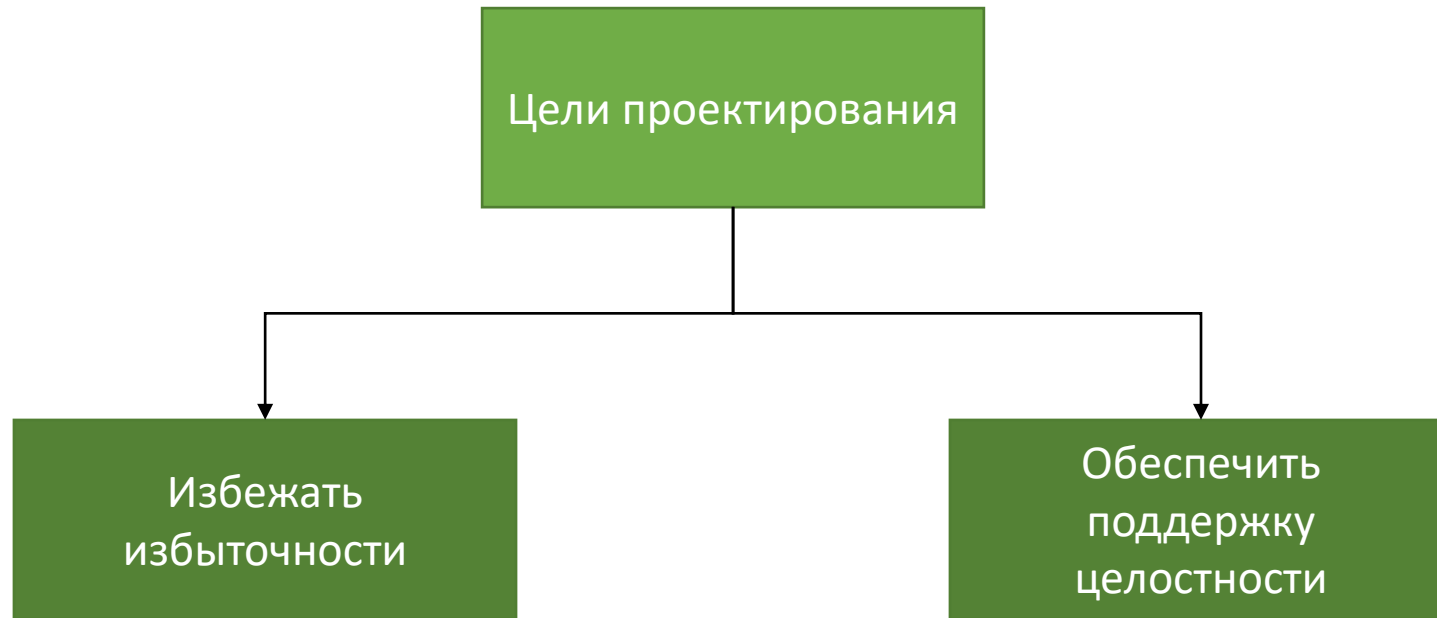 Цели проектирования
Избежать
избыточности
Обеспечить
поддержку
целостности